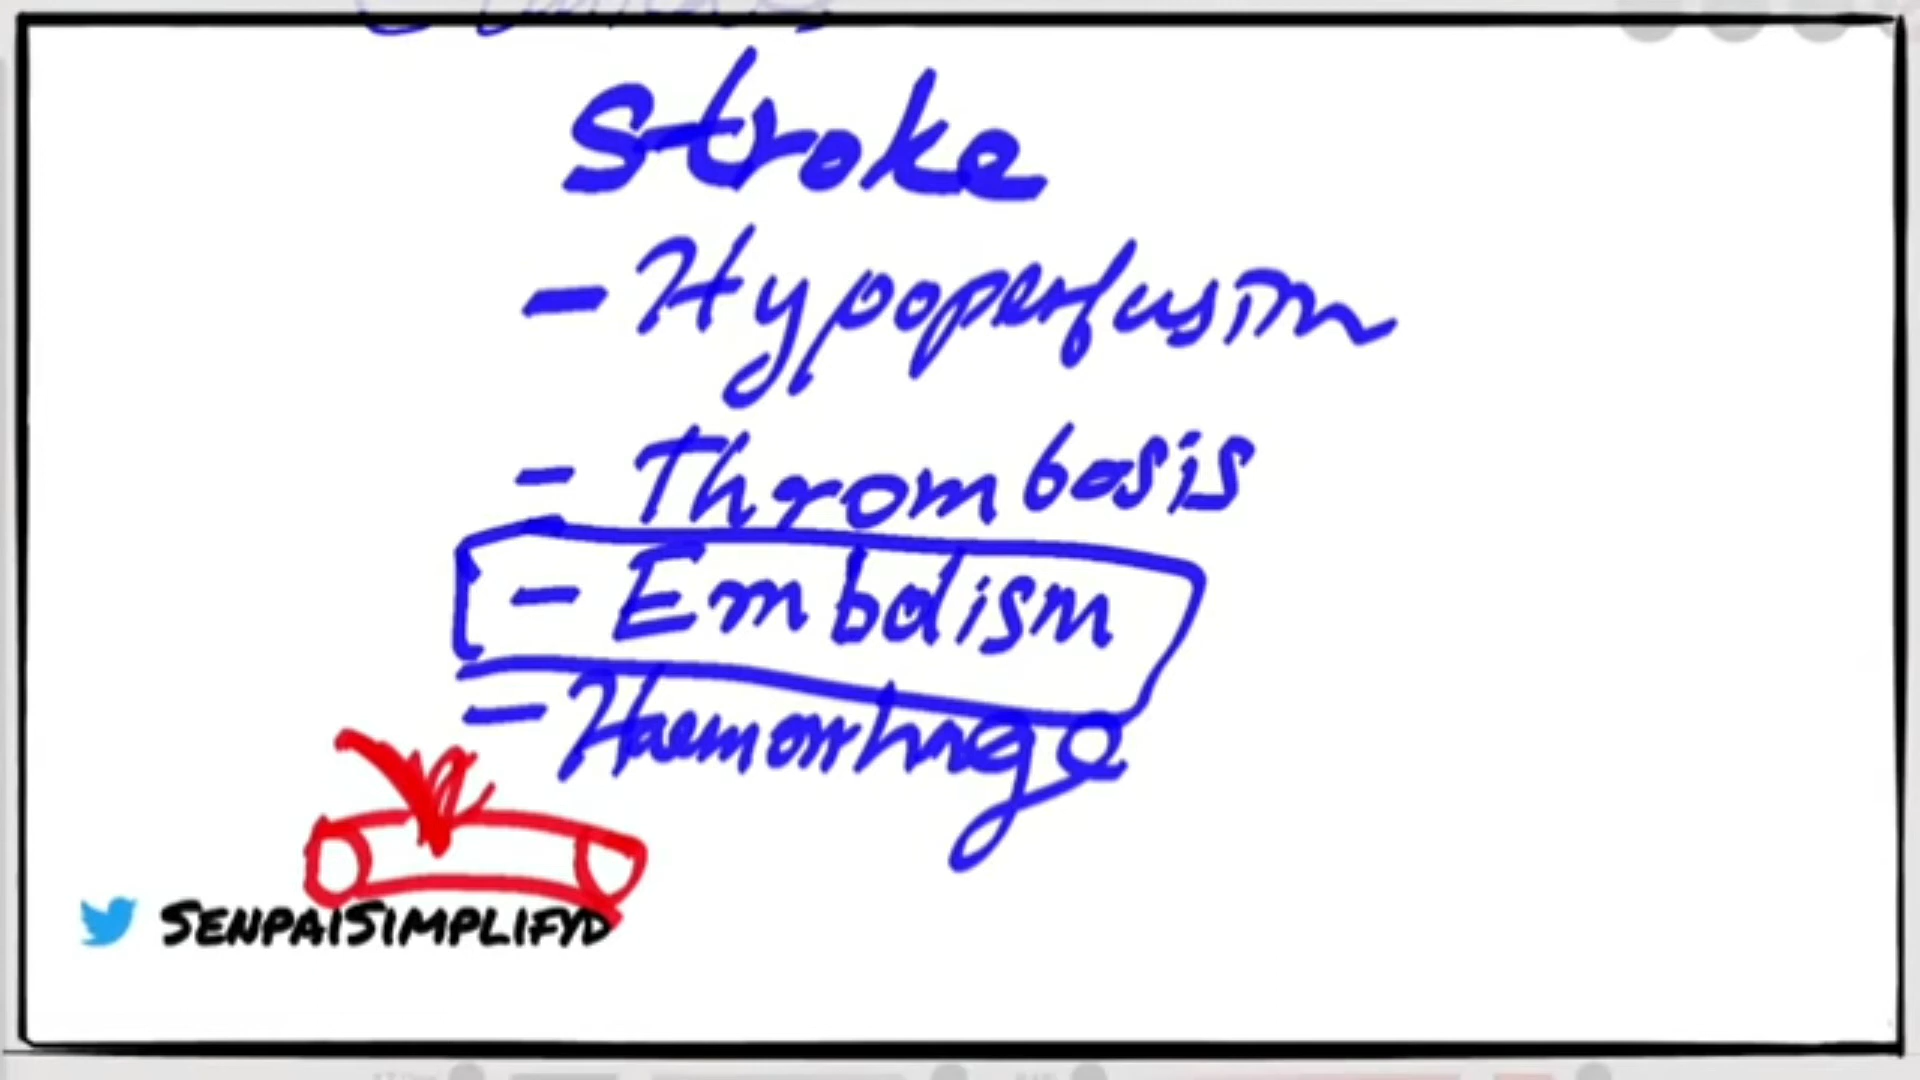 Stroke
- Hypoperfusion
- Thrombosis
- Embolism
- Haemorrhage
SENPAISIMPLIFYD